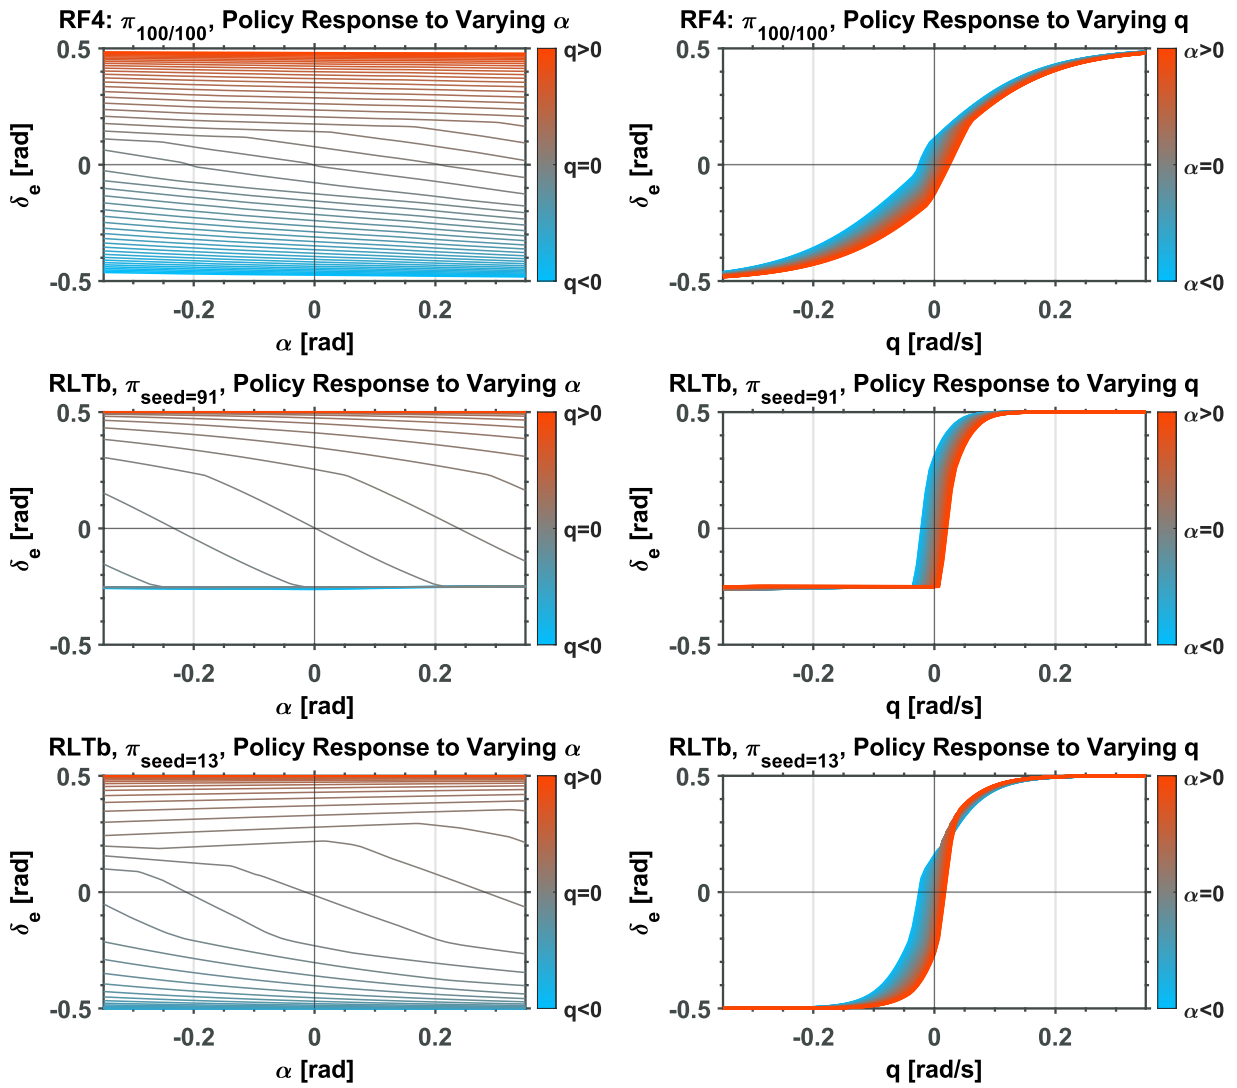 RF4: π100/100, Policy Response to Varying α
0.5
0
-0.5
δe [rad]
-0.2
0
0.2
α [rad]
q>0
q=0
q<0
RF4: π100/100, Policy Response to Varying q
0.5
0
-0.5
δe [rad]
-0.2
0
0.2
q [rad/s]
α>0
α=0
α<0
RLTb, πseed=91, Policy Response to Varying α
0.5
0
-0.5
δe [rad]
-0.2
0
0.2
α [rad]
q>0
q=0
q<0
RLTb, πseed=91, Policy Response to Varying q
0.5
0
-0.5
δe [rad]
-0.2
0
0.2
q [rad/s]
α>0
α=0
α<0
RLTb, πseed=13, Policy Response to Varying α
0.5
0
-0.5
δe [rad]
-0.2
0
0.2
α [rad]
q>0
q=0
q<0
RLTb, πseed=13, Policy Response to Varying q
0.5
0
-0.5
δe [rad]
-0.2
0
0.2
q [rad/s]
α>0
α=0
α<0